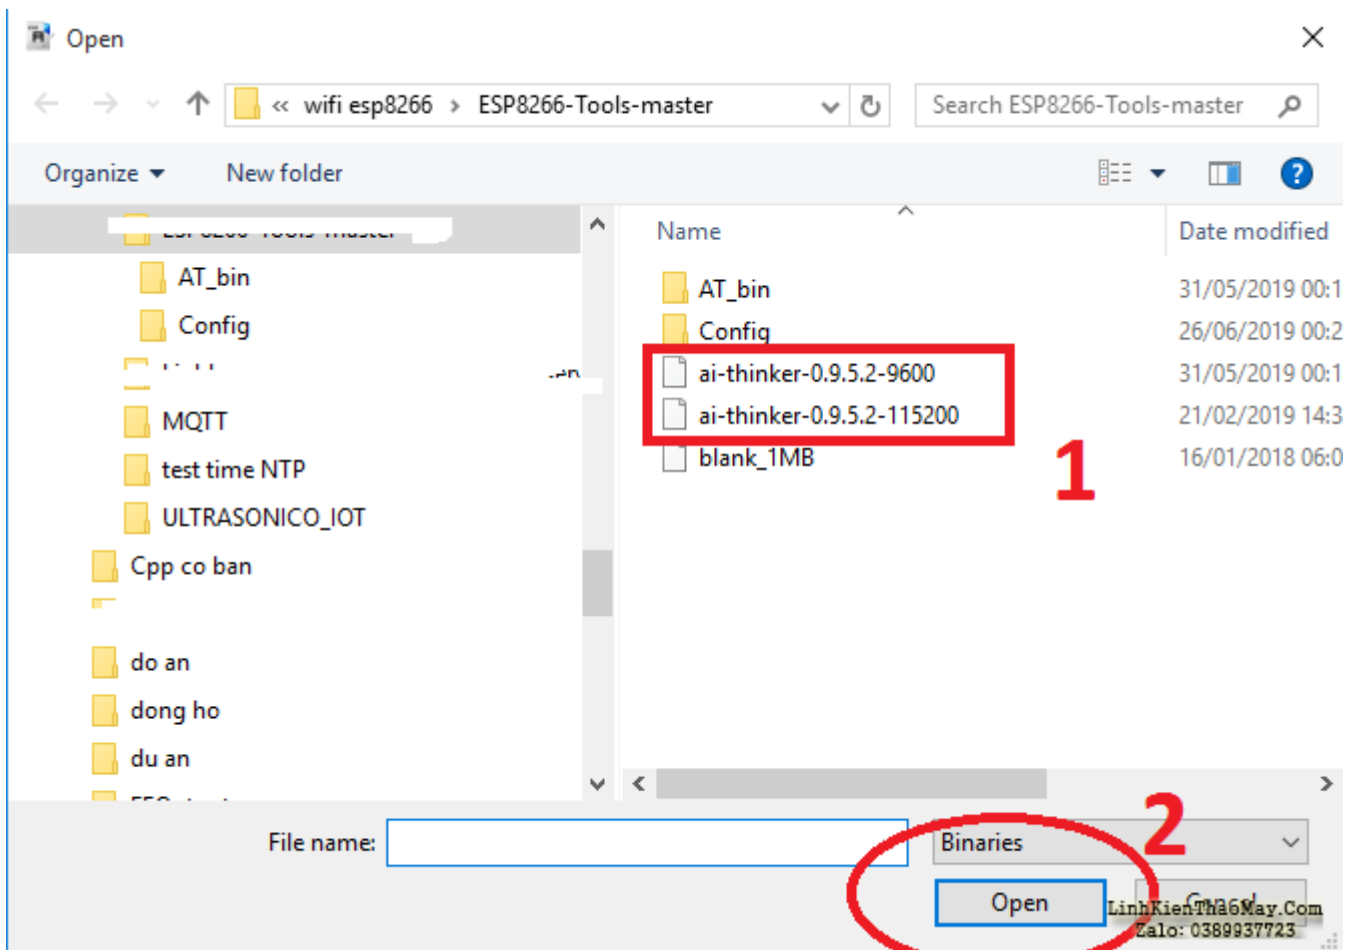 Open
« wifi esp8266 › ESP8266-Tools-master
Search ESP8266-Tools-master
Organize
New folder
Name
Date modified
ESP8266-Tools-master
AT_bin
Config
MQTT
test time NTP
ULTRASONICO_IOT
Cpp co ban
do an
dong ho
du an
AT_bin 31/05/2019 00:1
Config 26/06/2019 00:2
ai-thinker-0.9.5.2-9600 31/05/2019 00:1
ai-thinker-0.9.5.2-115200 21/02/2019 14:3
blank_1MB 16/01/2018 06:0
1
2
File name:
Binaries
Open
Cancel
LinhKienThaoMay.Com
Zalo: 0389937723